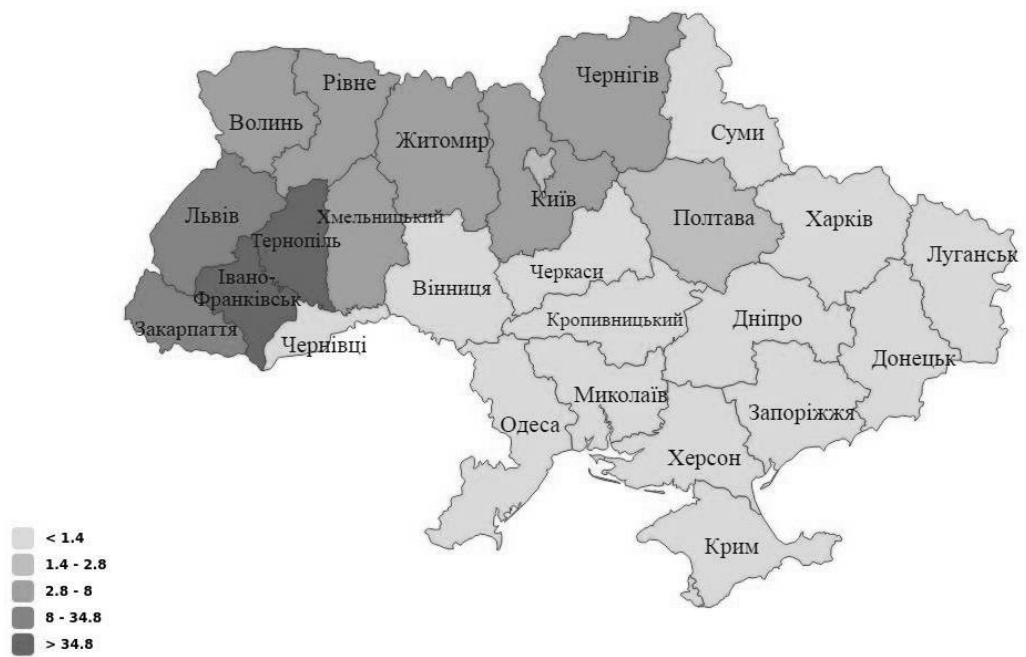 Чернігів
Рівне
Волинь
Житомир
Суми
Київ
Львів
Хмельницький
Полтава
Харків
Тернопіль
Луганськ
Черкаси
Івано-
Франківськ
Вінниця
Кропивницький
Дніпро
Закарпаття
Чернівці
Донецьк
Миколаїв
Запоріжжя
Одеса
Херсон
Крим
< 1.4
1.4 - 2.8
2.8 - 8
8 - 34.8
> 34.8